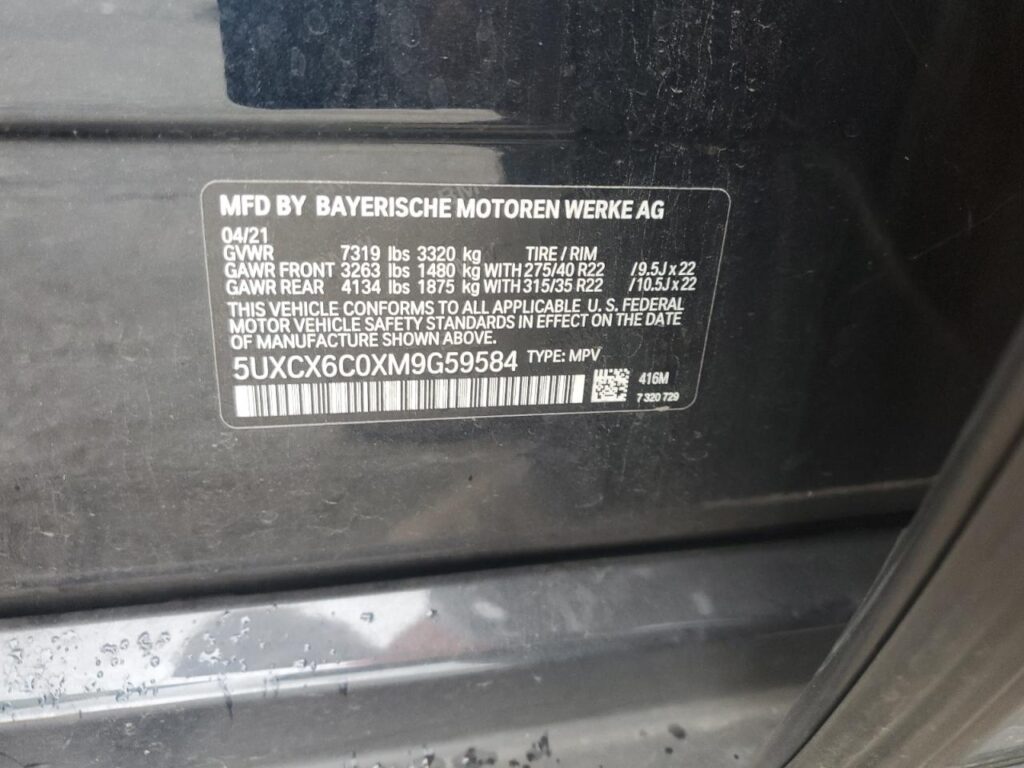 MFD BY BAYERISCHE MOTOREN WERKE AG
04/21
GVWR 7319 lbs 3320 kg TIRE / RIM
GAWR FRONT 3263 lbs 1480 kg WITH 275/40 R22 /9.5J x 22
GAWR REAR 4134 lbs 1875 kg WITH 315/35 R22 /10.5J x 22
THIS VEHICLE CONFORMS TO ALL APPLICABLE U. S. FEDERAL
MOTOR VEHICLE SAFETY STANDARDS IN EFFECT ON THE DATE
OF MANUFACTURE SHOWN ABOVE.
5UXCX6C0XM9G59584 TYPE: MPV
416M
7 320 729